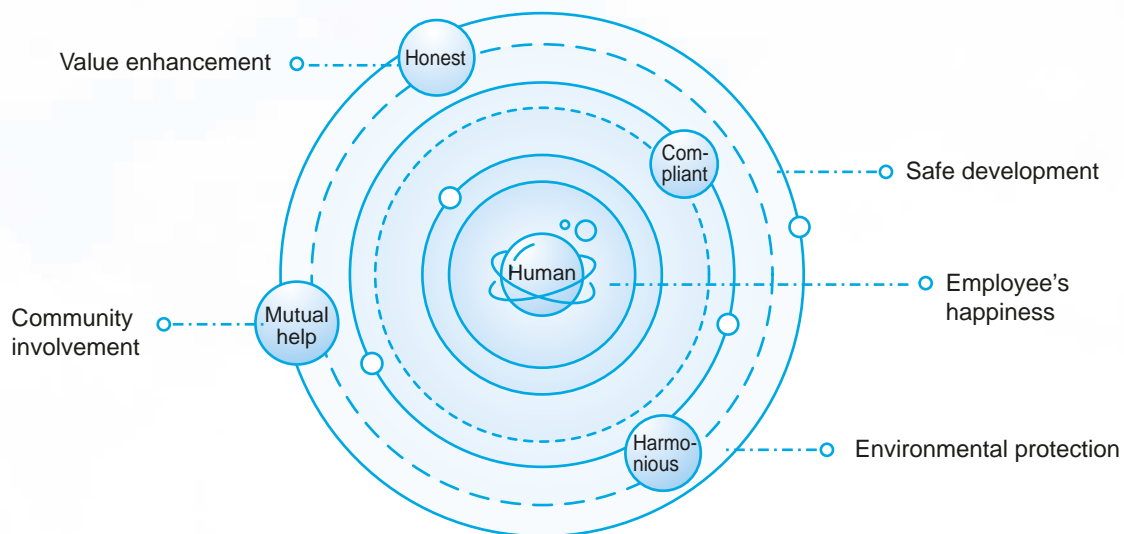 Honest
Value enhancement
Com-
pliant
Safe development
Human
Employee’s
happiness
Mutual
help
Community
involvement
Harmo-
nious
Environmental protection